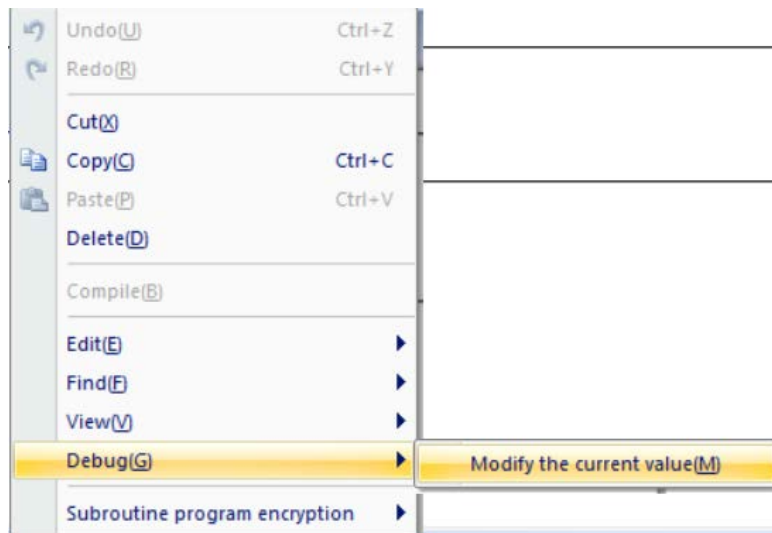 Undo(U) Ctrl+Z
Redo(R) Ctrl+Y
Cut(X)
Copy(C) Ctrl+C
Paste(P) Ctrl+V
Delete(D)
Compile(B)
Edit(E)
Find(F)
View(V)
Debug(G) Modify the current value(M)
Subroutine program encryption